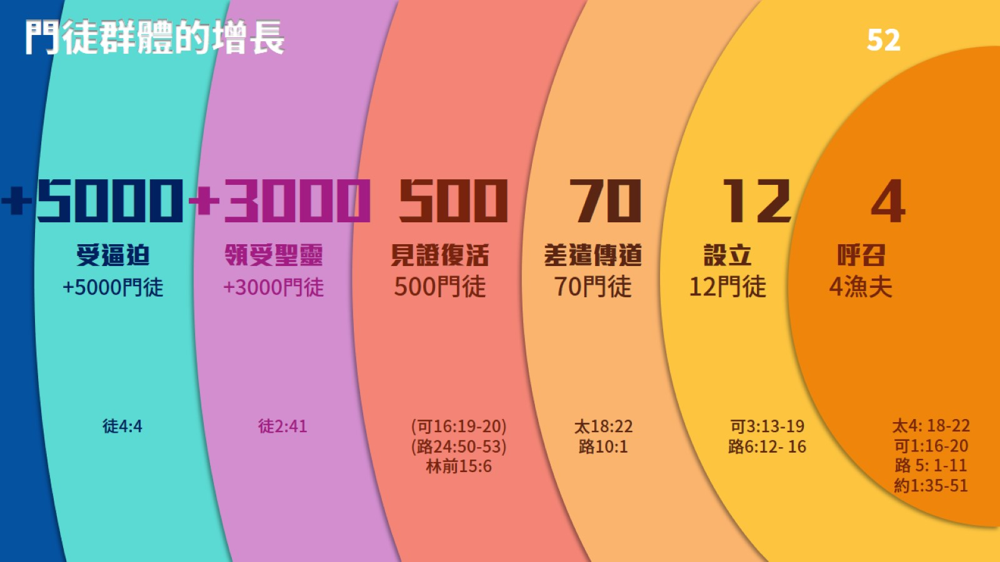 門徒群體的增長
52
+5000
受逼迫
+5000門徒
徒4:4
+3000
領受聖靈
+3000門徒
徒2:41
500
見證復活
500門徒
(可16:19-20)
(路24:50-53)
林前15:6
70
差遣傳道
70門徒
太18:22
路10:1
12
設立
12門徒
可3:13-19
路6:12- 16
4
呼召
4漁夫
太4: 18-22
可1:16-20
路 5: 1-11
約1:35-51